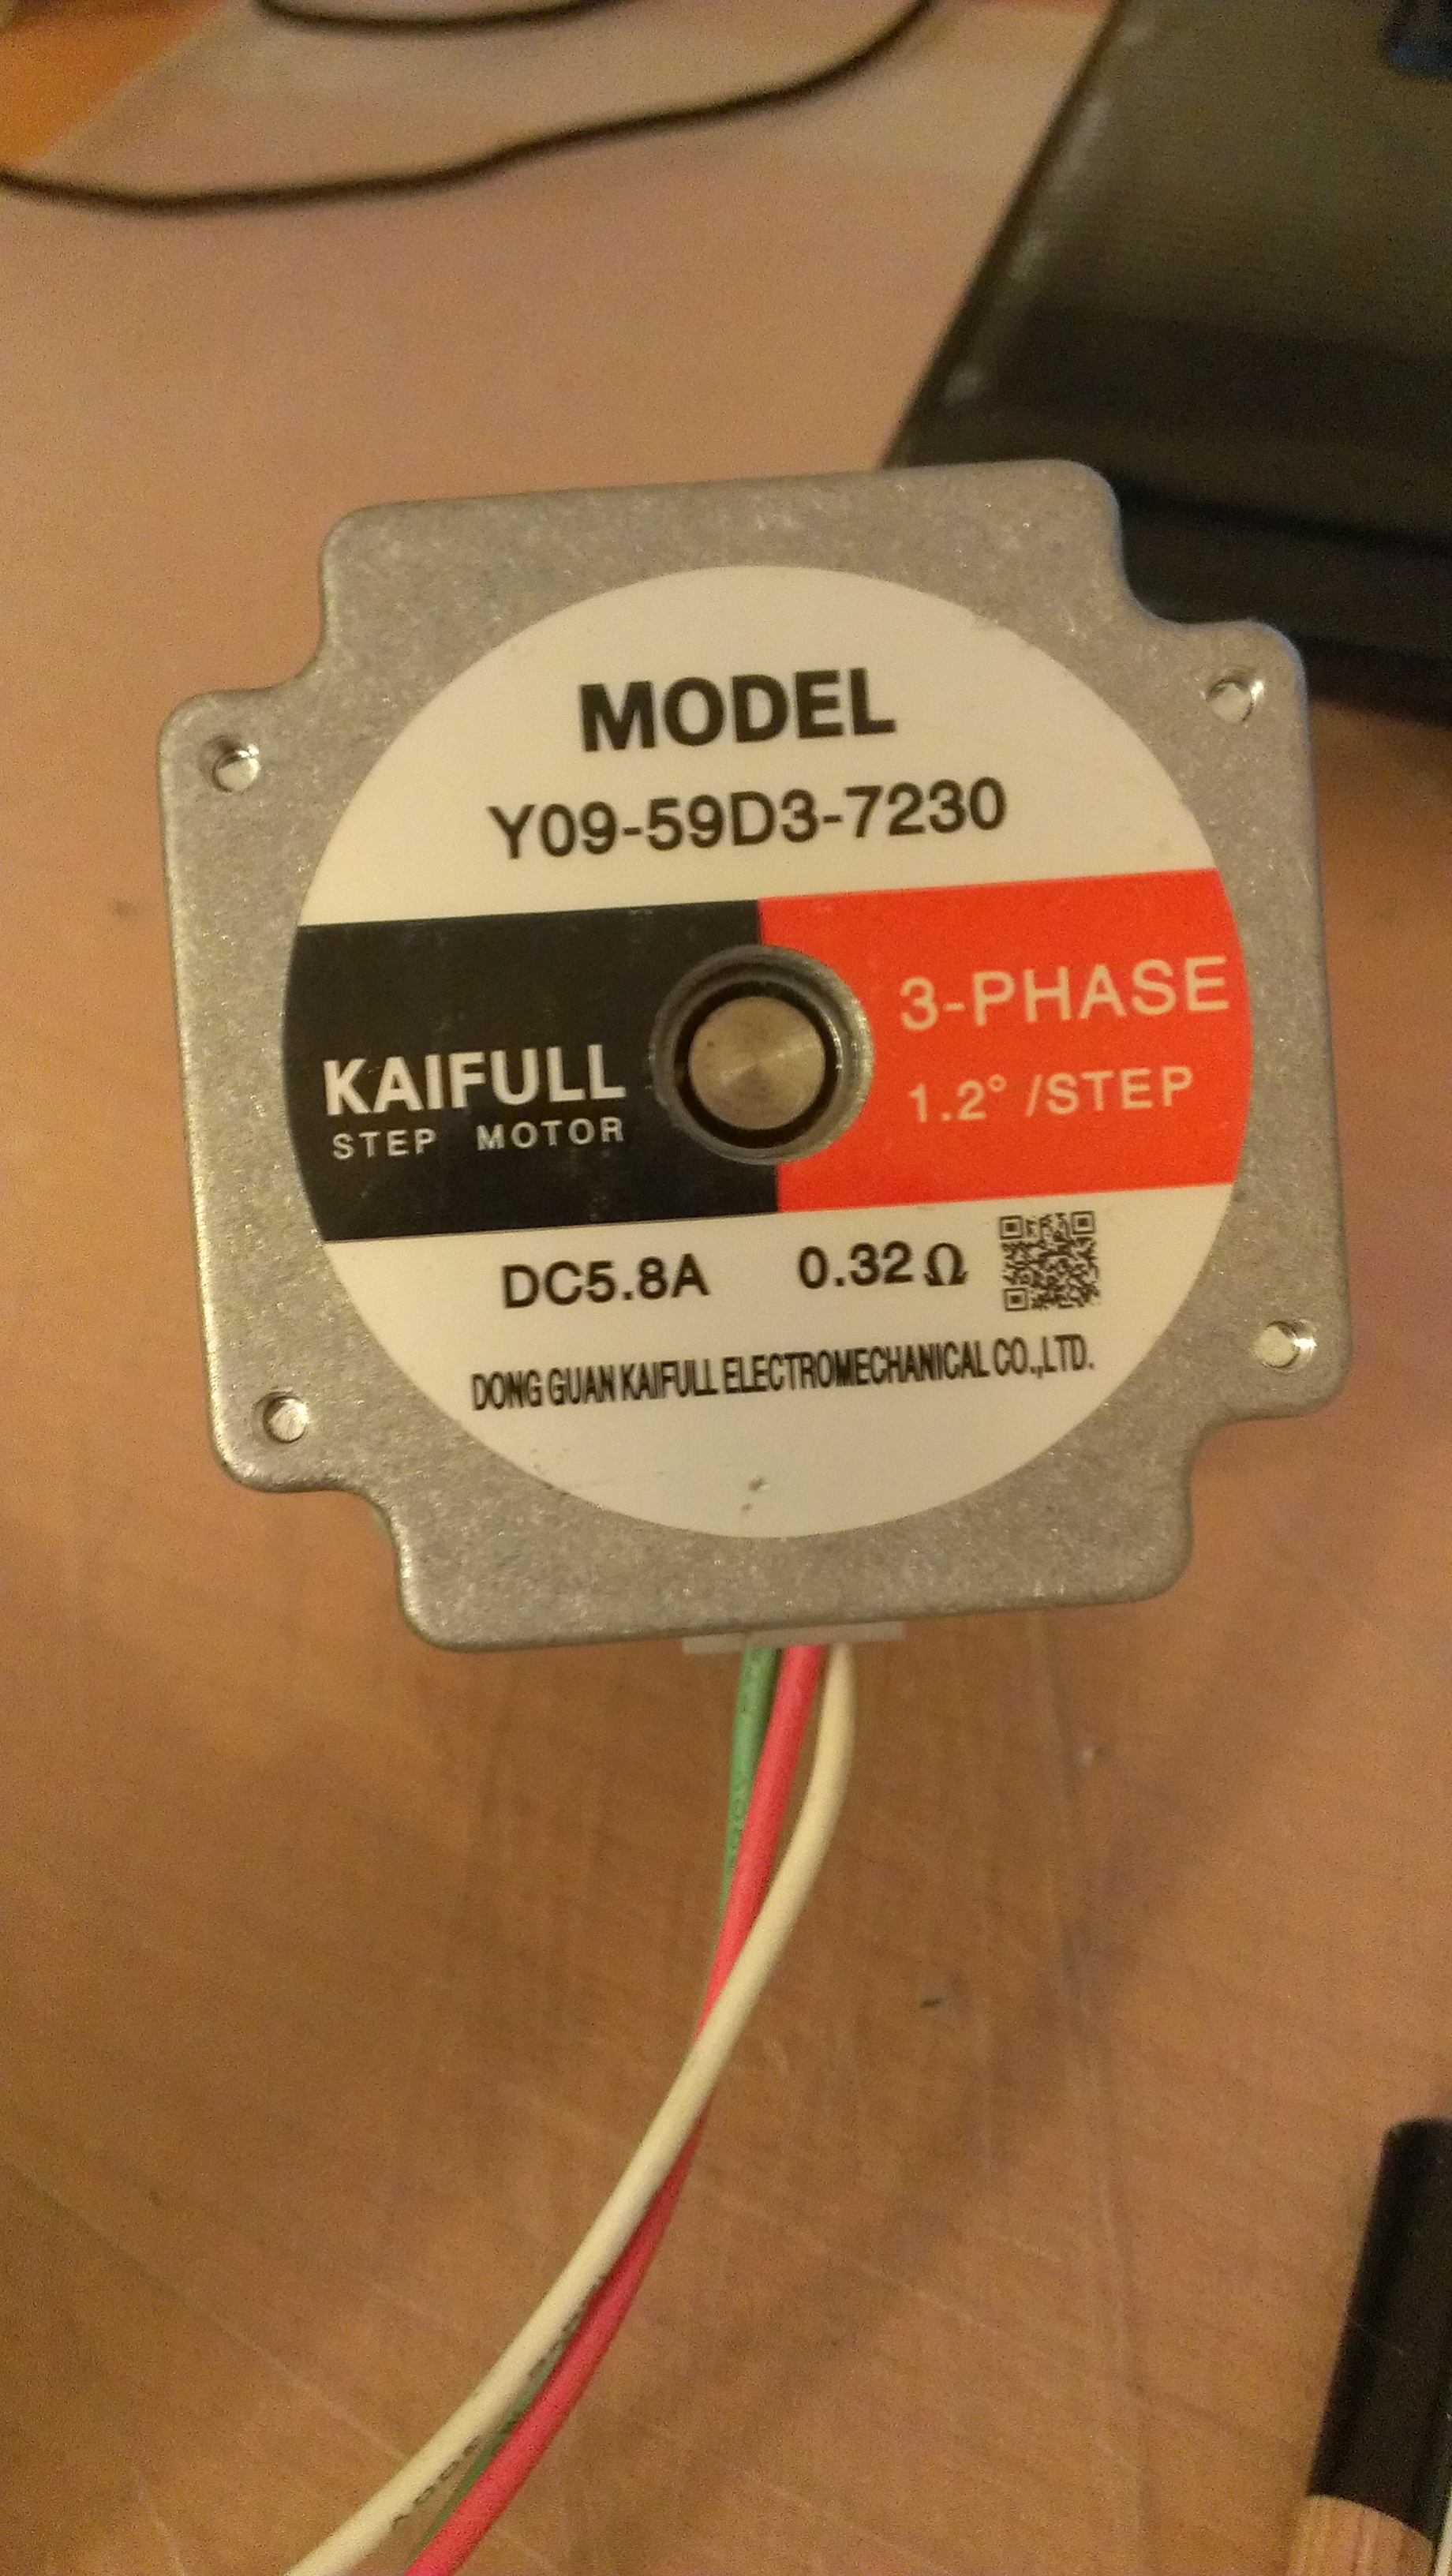 MODEL
Y09-59D3-7230
3-PHASE
1.2° /STEP
KAIFULL
STEP MOTOR
DC5.8A 0.32Ω
DONG GUAN KAIFULL ELECTROMECHANICAL CO.,LTD.